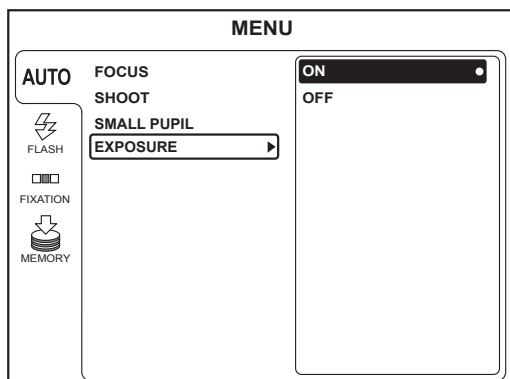 MENU
AUTO
FLASH
FIXATION
MEMORY
FOCUS
SHOOT
SMALL PUPIL
EXPOSURE
ON
OFF